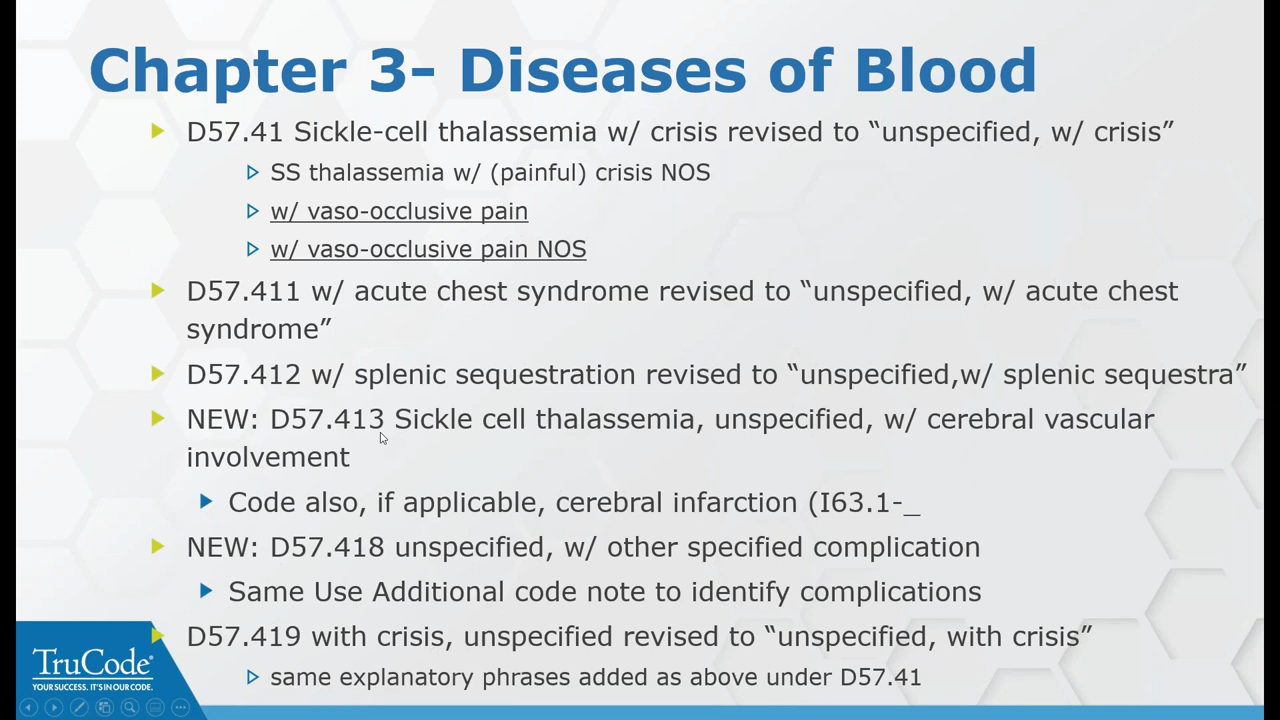 Chapter 3- Diseases of Blood
D57.41 Sickle-cell thalassemia w/ crisis revised to “unspecified, w/ crisis”
SS thalassemia w/ (painful) crisis NOS
w/ vaso-occlusive pain
w/ vaso-occlusive pain NOS
D57.411 w/ acute chest syndrome revised to “unspecified, w/ acute chest
syndrome”
D57.412 w/ splenic sequestration revised to “unspecified,w/ splenic sequestra”
NEW: D57.413 Sickle cell thalassemia, unspecified, w/ cerebral vascular
involvement
Code also, if applicable, cerebral infarction (I63.1-_
NEW: D57.418 unspecified, w/ other specified complication
Same Use Additional code note to identify complications
D57.419 with crisis, unspecified revised to “unspecified, with crisis”
same explanatory phrases added as above under D57.41
TruCode®
YOUR SUCCESS. IT'S IN OUR CODE.